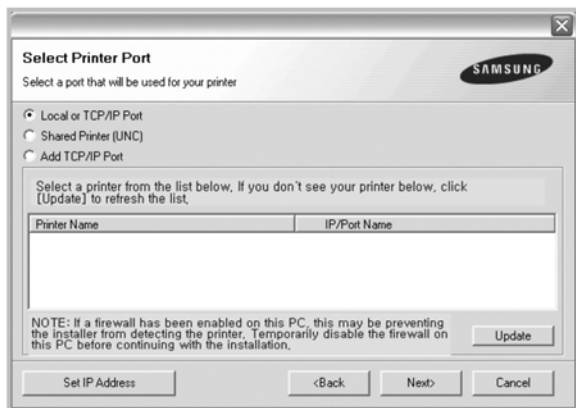 Select Printer Port
Select a port that will be used for your printer
SAMSUNG
Local or TCP/IP Port
Shared Printer (UNC)
Add TCP/IP Port
Select a printer from the list below, If you don't see your printer below, click
[Update] to refresh the list,
Printer Name IP/Port Name
NOTE: If a firewall has been enabled on this PC, this may be preventing
the installer from detecting the printer, Temporarily disable the firewall on
this PC before continuing with the installation,
Update
Set IP Address <Back Next> Cancel